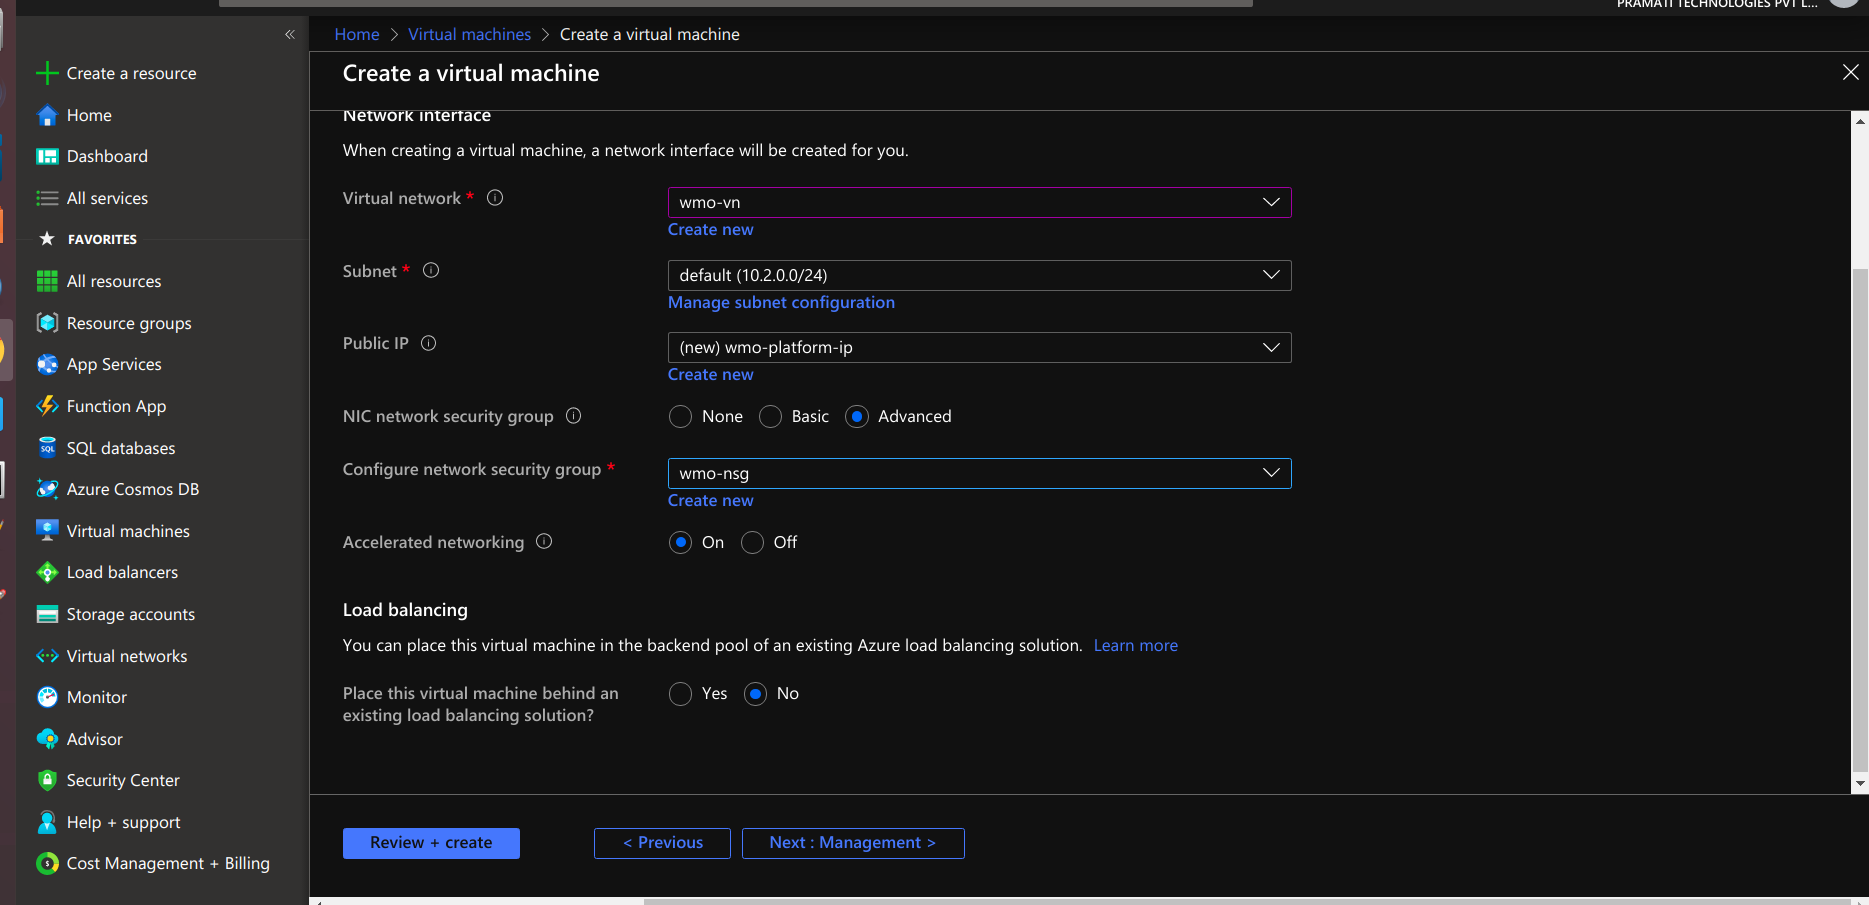 PRAMATI TECHNOLOGIES PVT L...
«
Home > Virtual machines > Create a virtual machine
Create a virtual machine
Create a resource
Home
Dashboard
All services
FAVORITES
All resources
Resource groups
App Services
Function App
SQL databases
Azure Cosmos DB
Virtual machines
Load balancers
Storage accounts
Virtual networks
Monitor
Advisor
Security Center
Help + support
Cost Management + Billing
Network interface
When creating a virtual machine, a network interface will be created for you.
Virtual network *
wmo-vn
Create new
Subnet *
default (10.2.0.0/24)
Manage subnet configuration
Public IP
(new) wmo-platform-ip
Create new
NIC network security group
None Basic Advanced
Configure network security group *
wmo-nsg
Create new
Accelerated networking
On Off
Load balancing
You can place this virtual machine in the backend pool of an existing Azure load balancing solution. Learn more
Place this virtual machine behind an
existing load balancing solution?
Yes No
Review + create
< Previous
Next : Management >